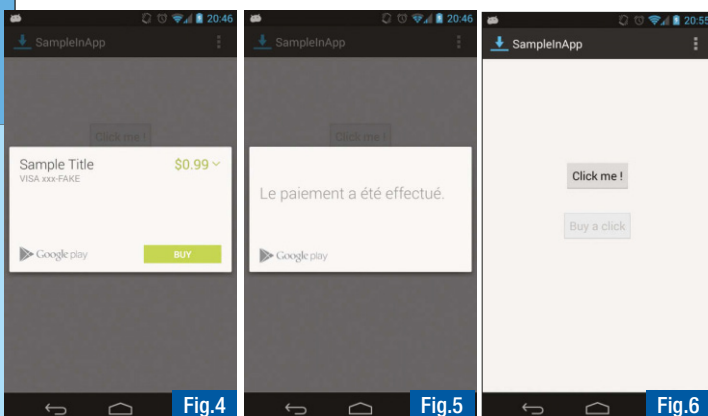 20:46
SampleInApp
Click me !
Sample Title
$0.99
VISA xxx-FAKE
Google play
BUY
Fig.4
20:46
SampleInApp
Click me !
Le paiement a été effectué.
Google play
Fig.5
20:55
SampleInApp
Click me !
Buy a click
Fig.6